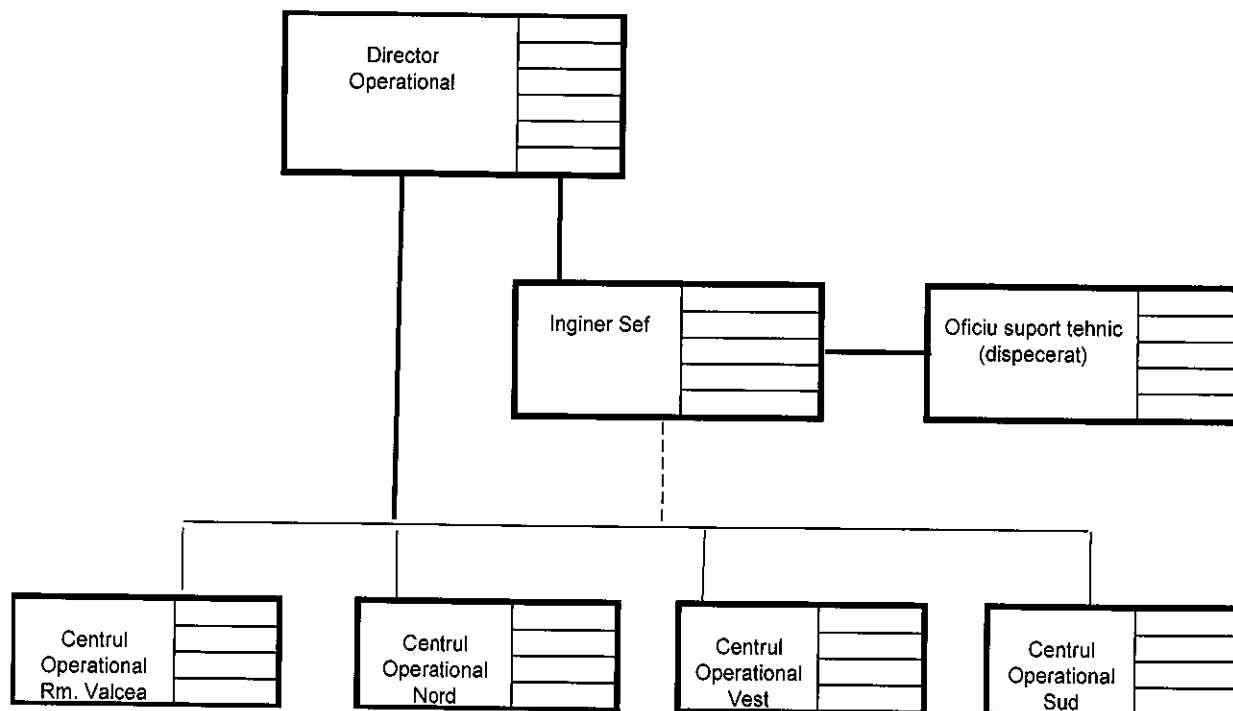 Director
Operational
Inginer Sef
Oficiu suport tehnic
(dispecerat)
Centrul
Operational
Rm. Valcea
Centrul
Operational
Nord
Centrul
Operational
Vest
Centrul
Operational
Sud